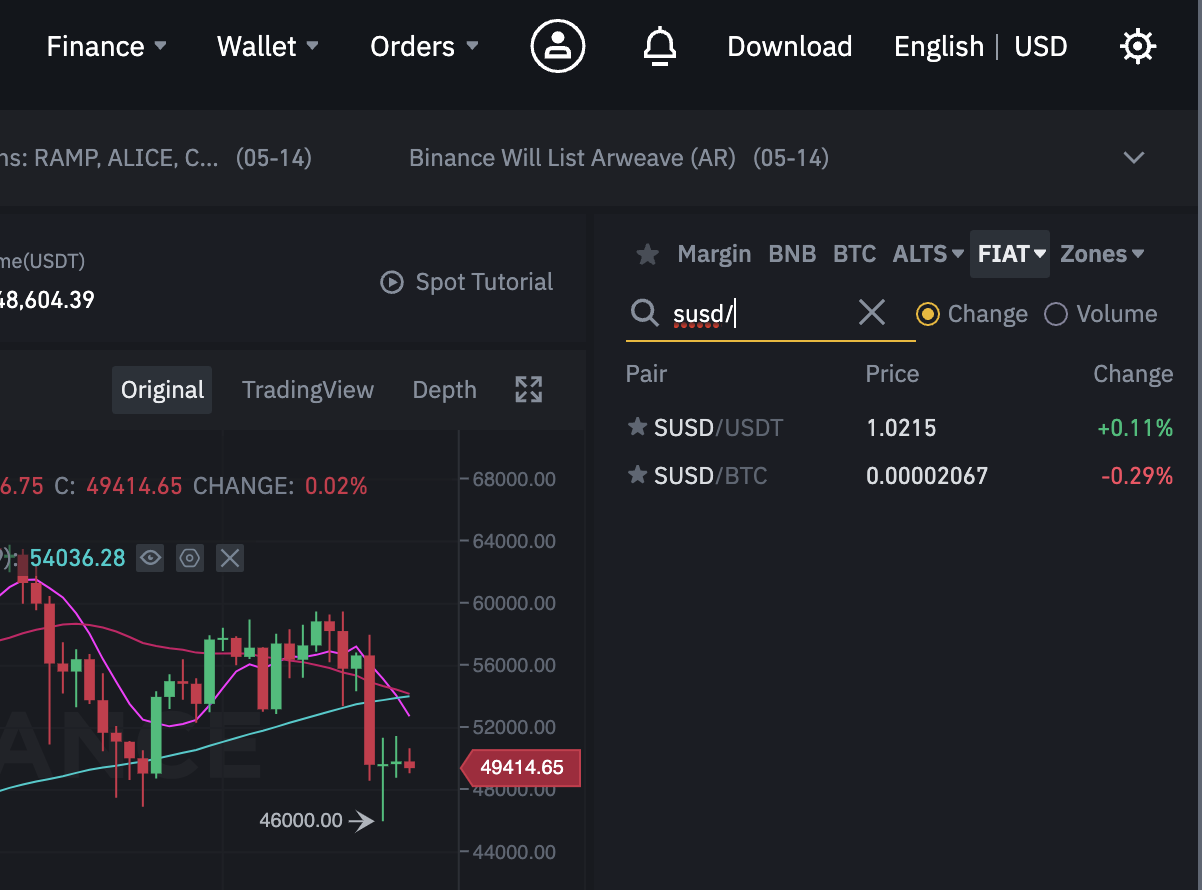 Finance Wallet Orders Download English | USD
ns: RAMP, ALICE, C... (05-14) Binance Will List Arweave (AR) (05-14)
me(USDT)
48,604.39
Spot Tutorial
Margin BNB BTC ALTS FIAT Zones
susd/
Change Volume
Pair Price Change
SUSD/USDT 1.0215 +0.11%
SUSD/BTC 0.00002067 -0.29%
Original TradingView Depth
6.75 C: 49414.65 CHANGE: 0.02%
): 54036.28
68000.00
64000.00
60000.00
56000.00
52000.00
49414.65
48000.00
44000.00
46000.00
ANCE